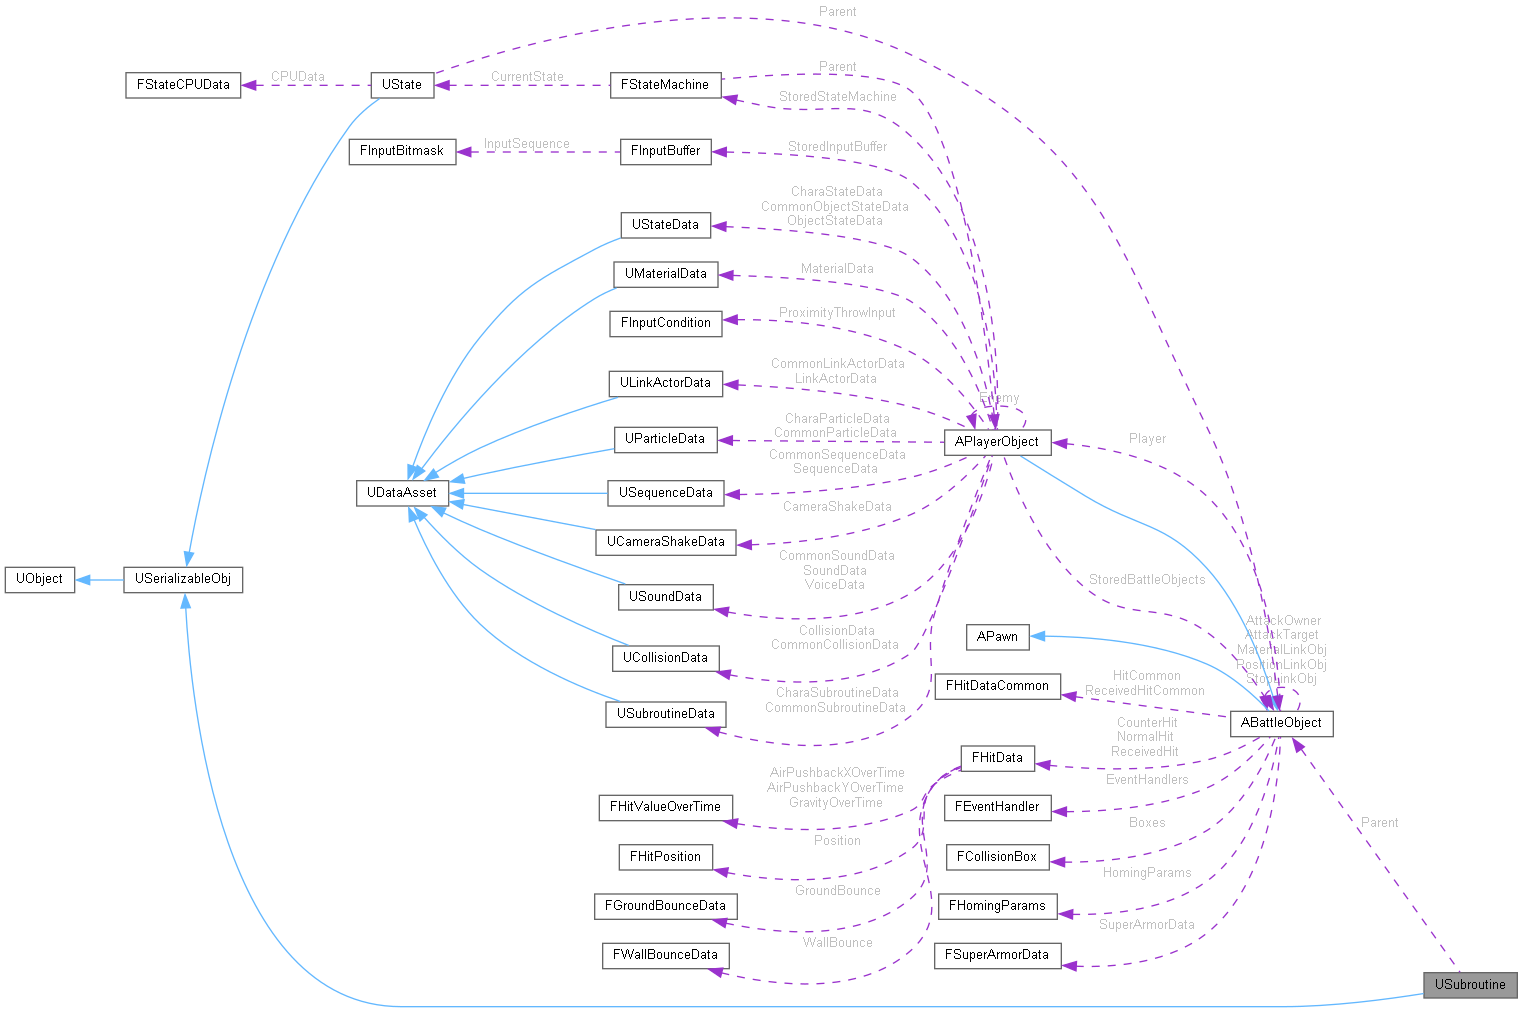 Parent
FStateCPUData
CPUData
UState
CurrentState
FStateMachine
Parent
StoredStateMachine
FInputBitmask
InputSequence
FInputBuffer
StoredInputBuffer
UStateData
CharaStateData
CommonObjectStateData
ObjectStateData
UMaterialData
MaterialData
FInputCondition
ProximityThrowInput
ULinkActorData
CommonLinkActorData
LinkActorData
Enemy
UParticleData
CharaParticleData
CommonParticleData
APlayerObject
Player
UDataAsset
USequenceData
CommonSequenceData
SequenceData
UCameraShakeData
CameraShakeData
UObject
USerializableObj
USoundData
CommonSoundData
SoundData
VoiceData
StoredBattleObjects
APawn
AttackOwner
AttackTarget
MaterialLinkObj
PositionLinkObj
StopLinkObj
UCollisionData
CollisionData
CommonCollisionData
FHitDataCommon
HitCommon
ReceivedHitCommon
USubroutineData
CharaSubroutineData
CommonSubroutineData
ABattleObject
FHitData
CounterHit
NormalHit
ReceivedHit
FHitValueOverTime
AirPushbackXOverTime
AirPushbackYOverTime
GravityOverTime
FEventHandler
EventHandlers
FHitPosition
Position
FCollisionBox
Boxes
Parent
FGroundBounceData
GroundBounce
FHomingParams
HomingParams
FWallBounceData
WallBounce
FSuperArmorData
SuperArmorData
USubroutine